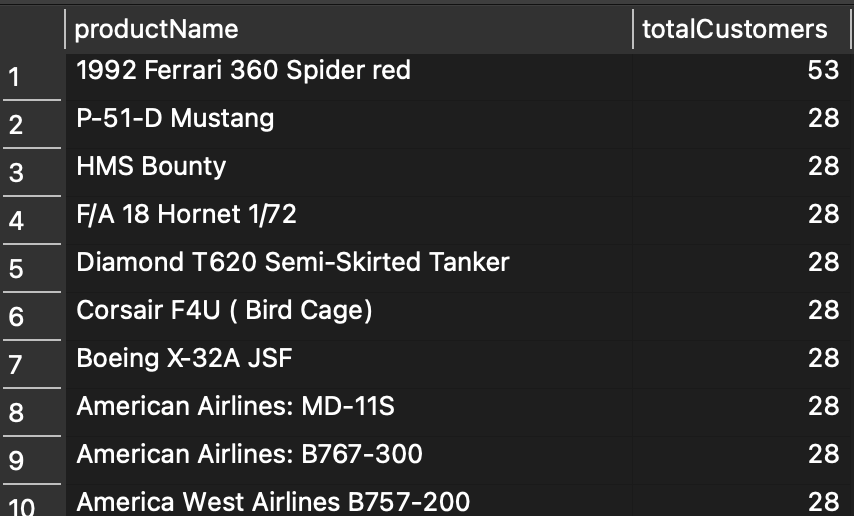 productName totalCustomers
1 1992 Ferrari 360 Spider red 53
2 P-51-D Mustang 28
3 HMS Bounty 28
4 F/A 18 Hornet 1/72 28
5 Diamond T620 Semi-Skirted Tanker 28
6 Corsair F4U ( Bird Cage) 28
7 Boeing X-32A JSF 28
8 American Airlines: MD-11S 28
9 American Airlines: B767-300 28
10 America West Airlines B757-200 28